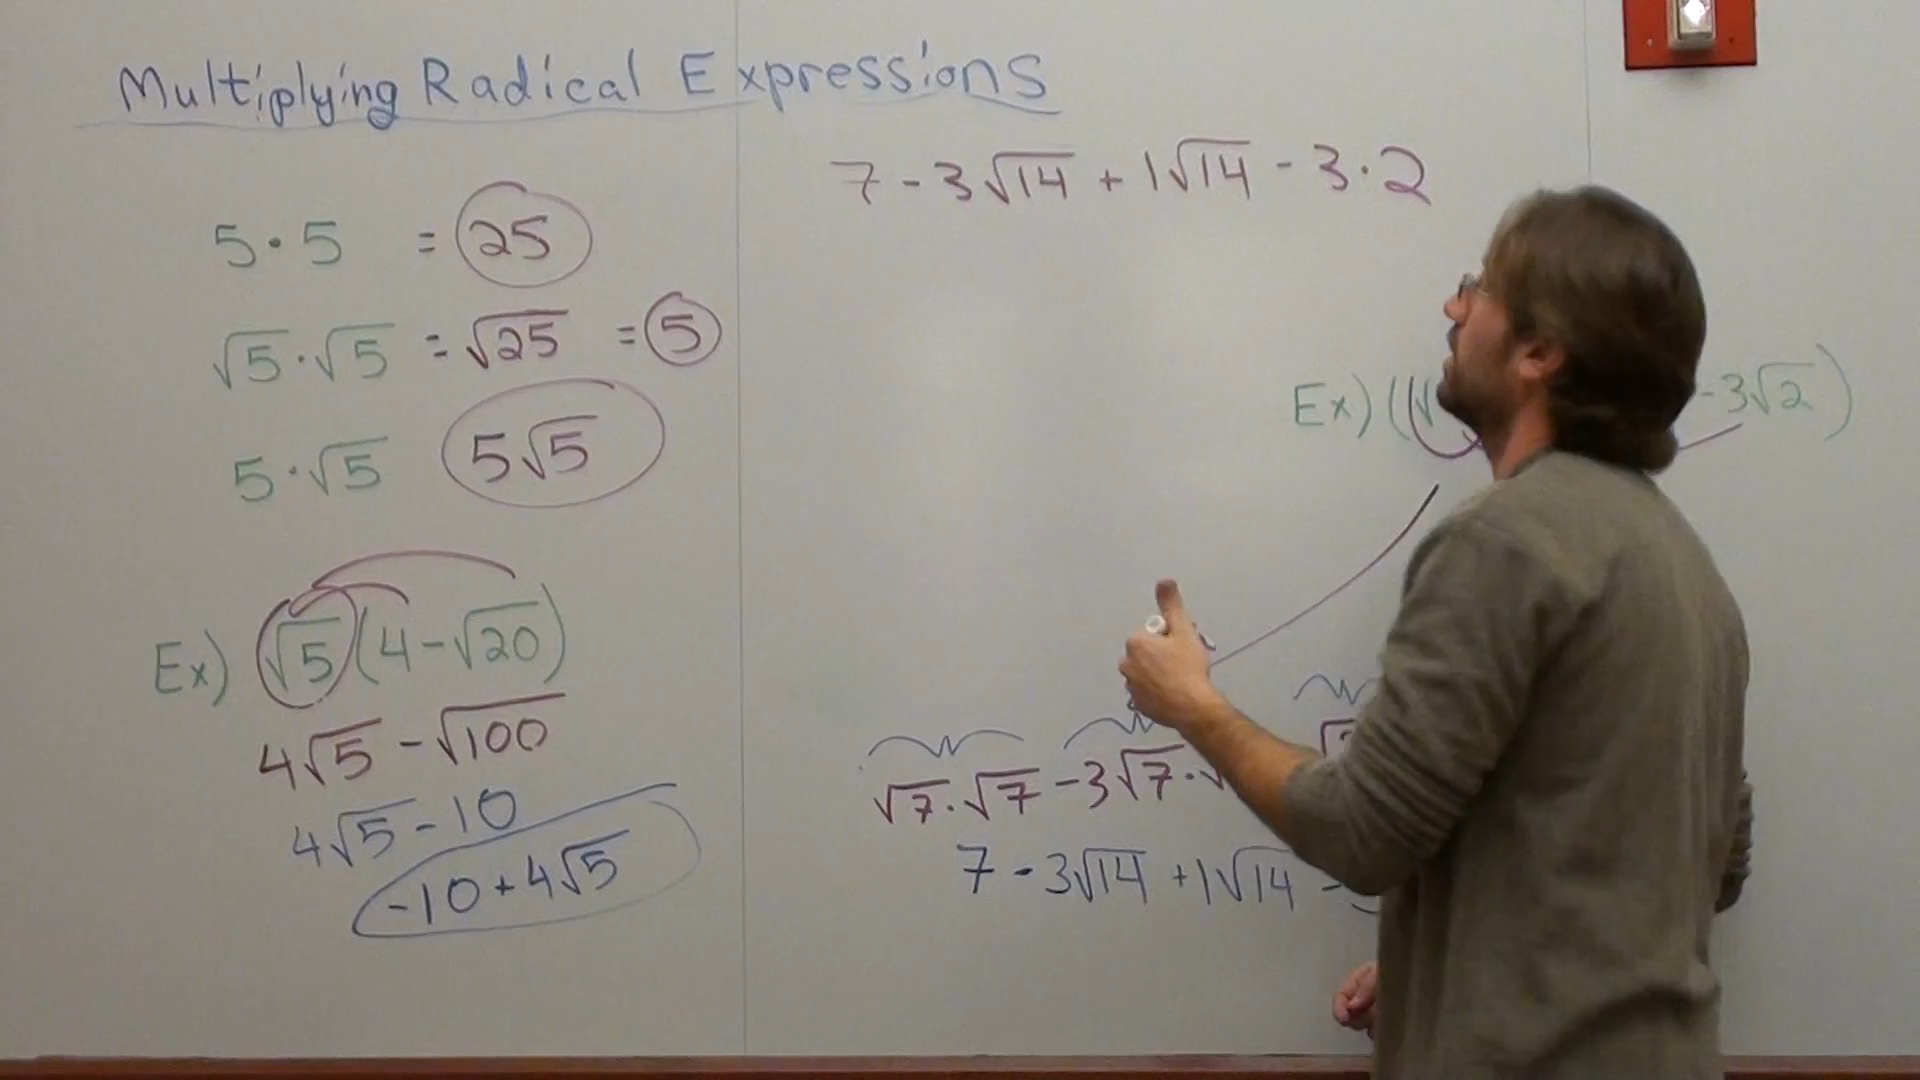 Multiplying Radical Expressions
5 · 5 = 25
√5 · √5 = √25 = 5
5 · √5 5√5
Ex) √5 (4 - √20)
4√5 - √100
4√5 - 10
-10 + 4√5
7 - 3√14 + 1√14 - 3 · 2
Ex) (√ - 3√2)
√7 · √7 - 3√7 · √
7 - 3√14 + 1√14 -